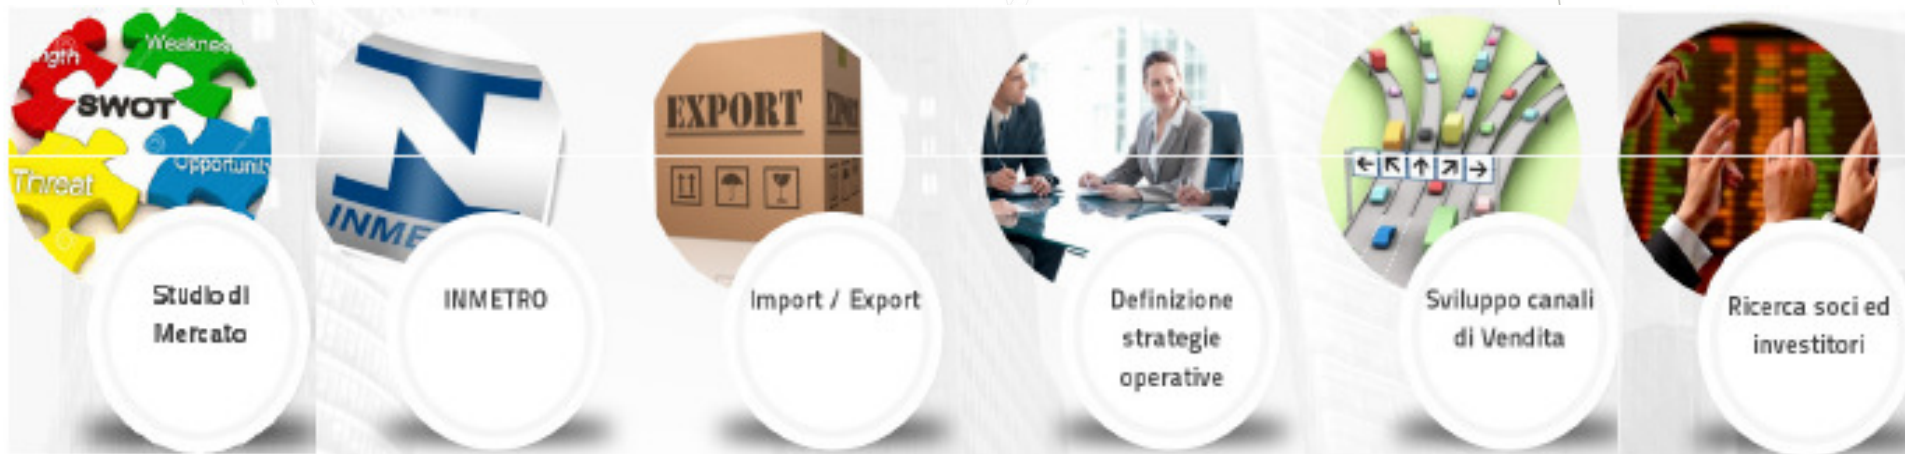 Weakness
SWOT
Opportunity
Threat
Studio di
Mercato
INMETRO
EXPORT
Import / Export
Definizione
strategie
operative
Sviluppo canali
di Vendita
Ricerca soci ed
investitori